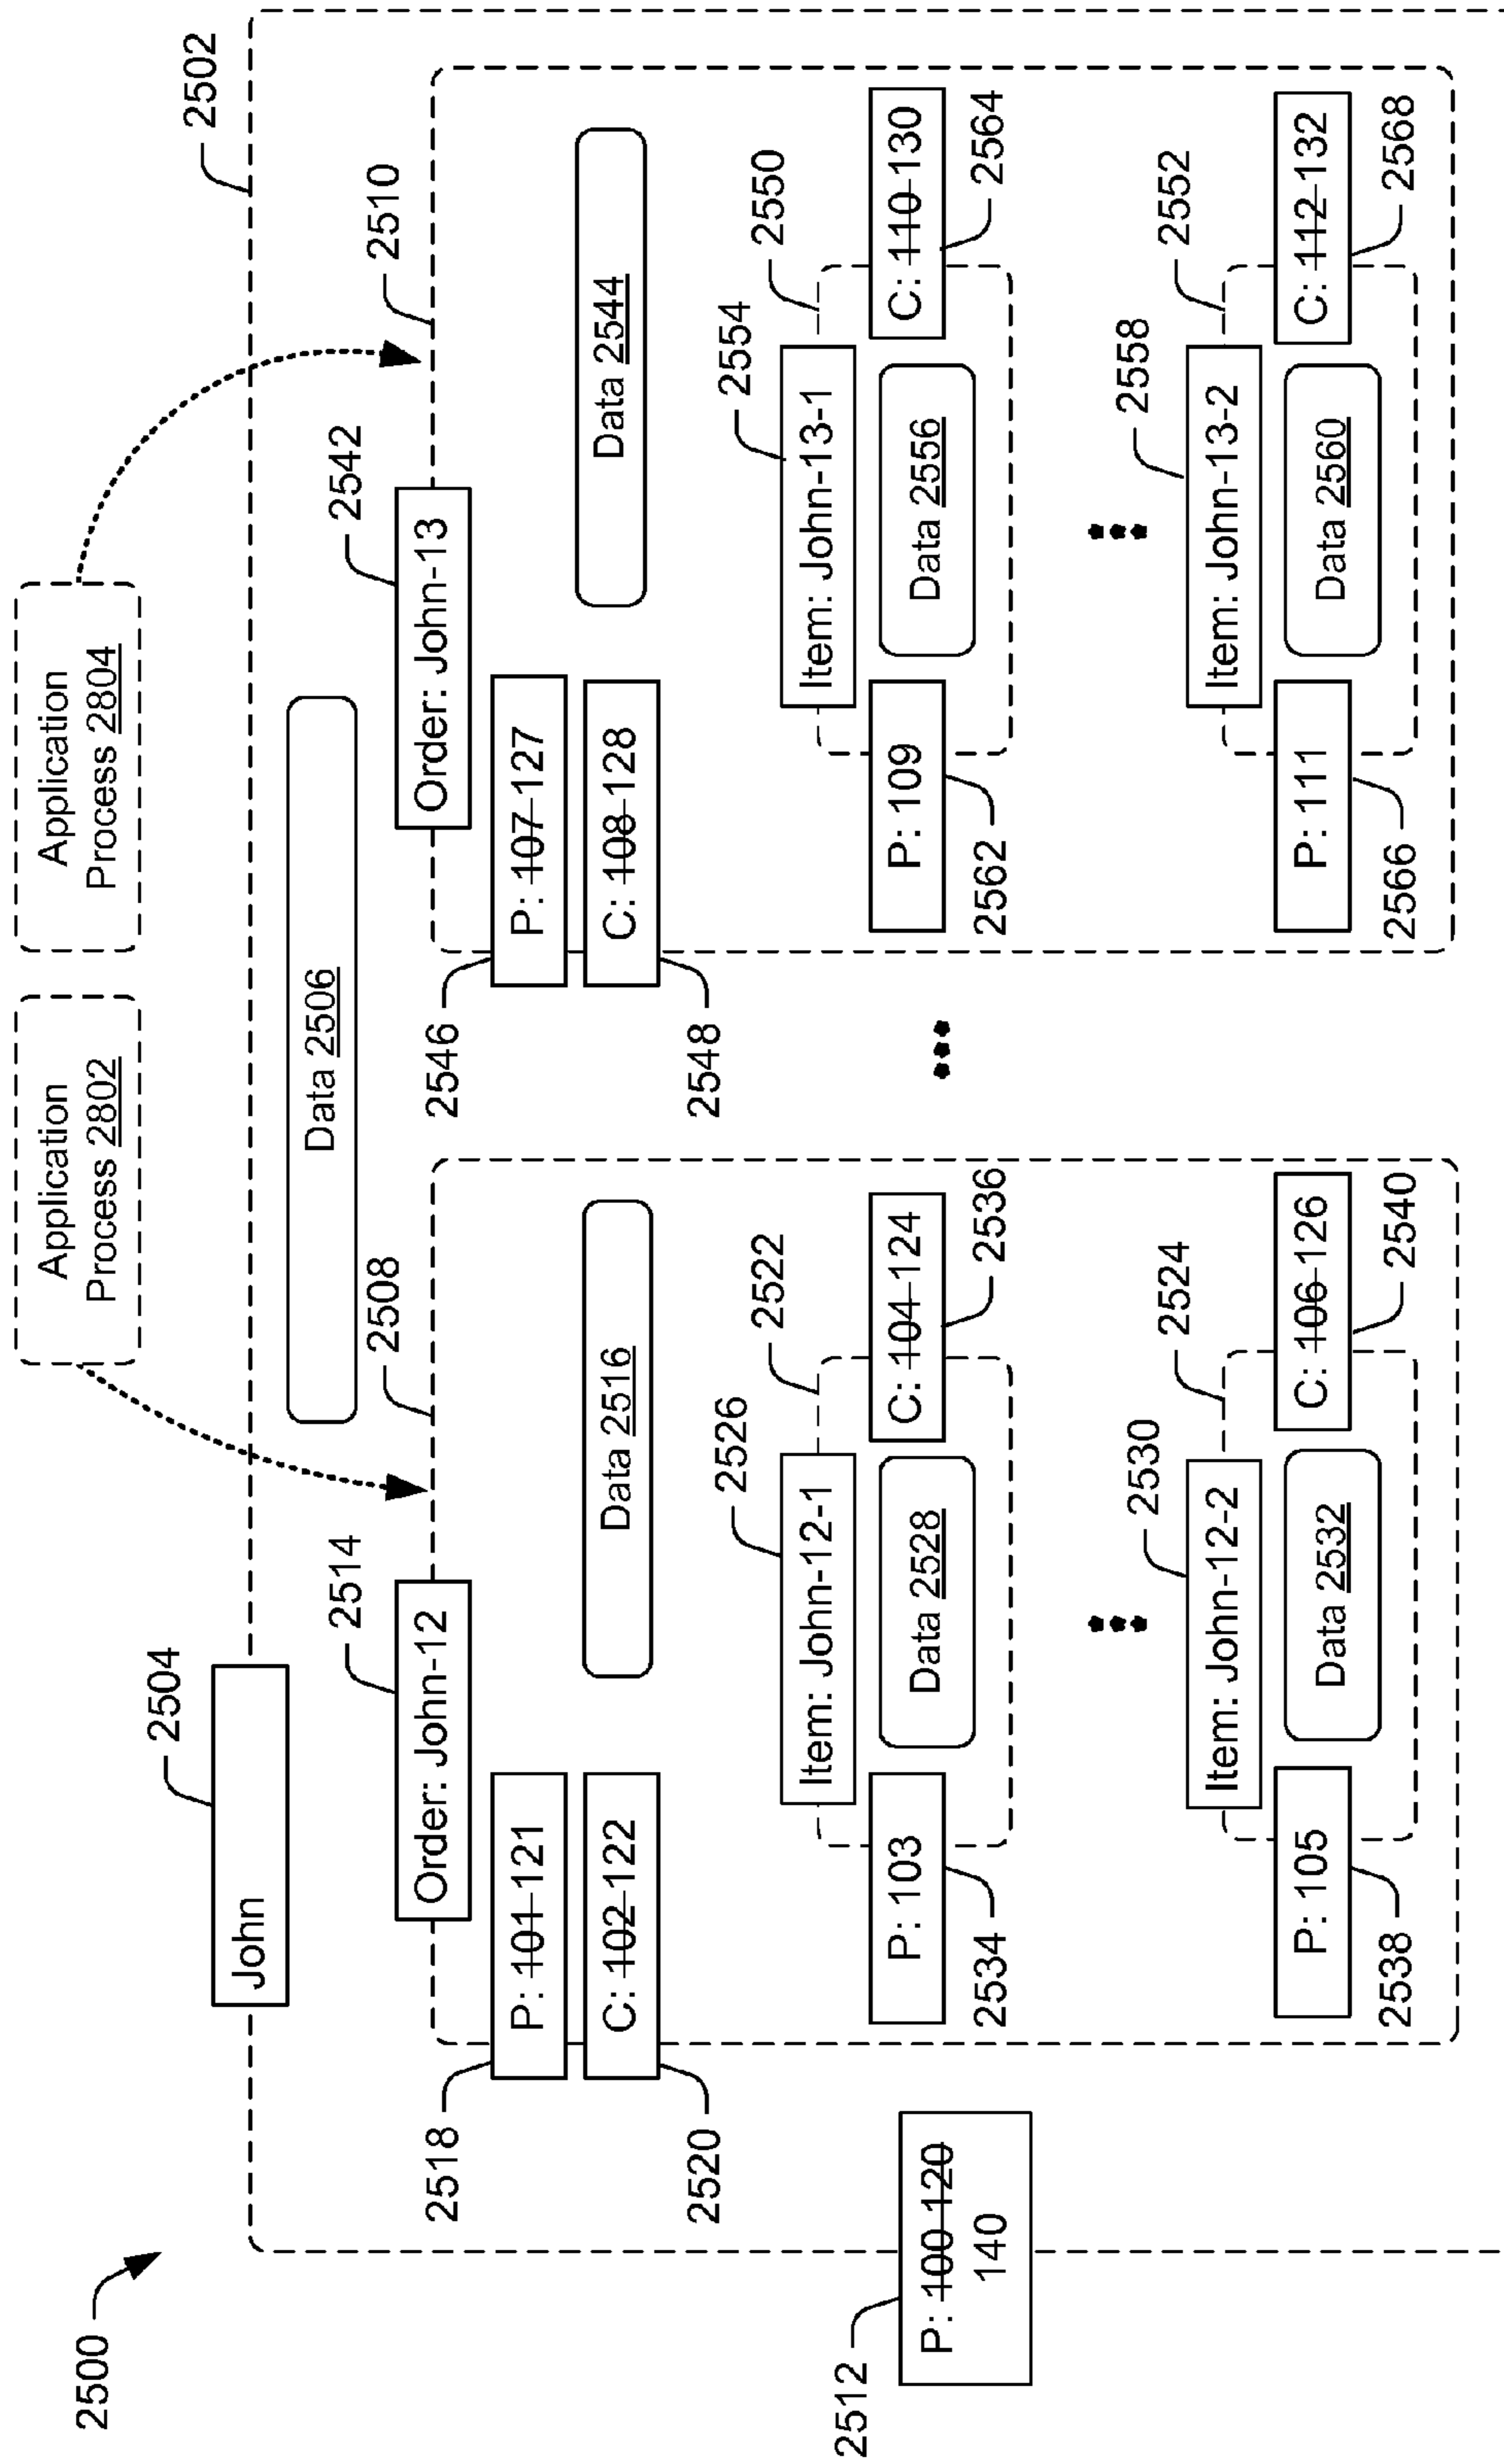 2500
Application
Process 2802
Application
Process 2804
2502
2504
John
Data 2506
2508
2510
2514
Order: John-12
2542
Order: John-13
2518
P: 101 121
2520
C: 102 122
Data 2516
2546
P: 107 127
2548
C: 108 128
Data 2544
2512
P: 100 120
140
2526
2522
Item: John-12-1
P: 103
Data 2528
C: 104 124
2534
2536
2554
2550
Item: John-13-1
P: 109
Data 2556
C: 110 130
2562
2564
2530
2524
Item: John-12-2
P: 105
Data 2532
C: 106 126
2538
2540
2558
2552
Item: John-13-2
P: 111
Data 2560
C: 112 132
2566
2568